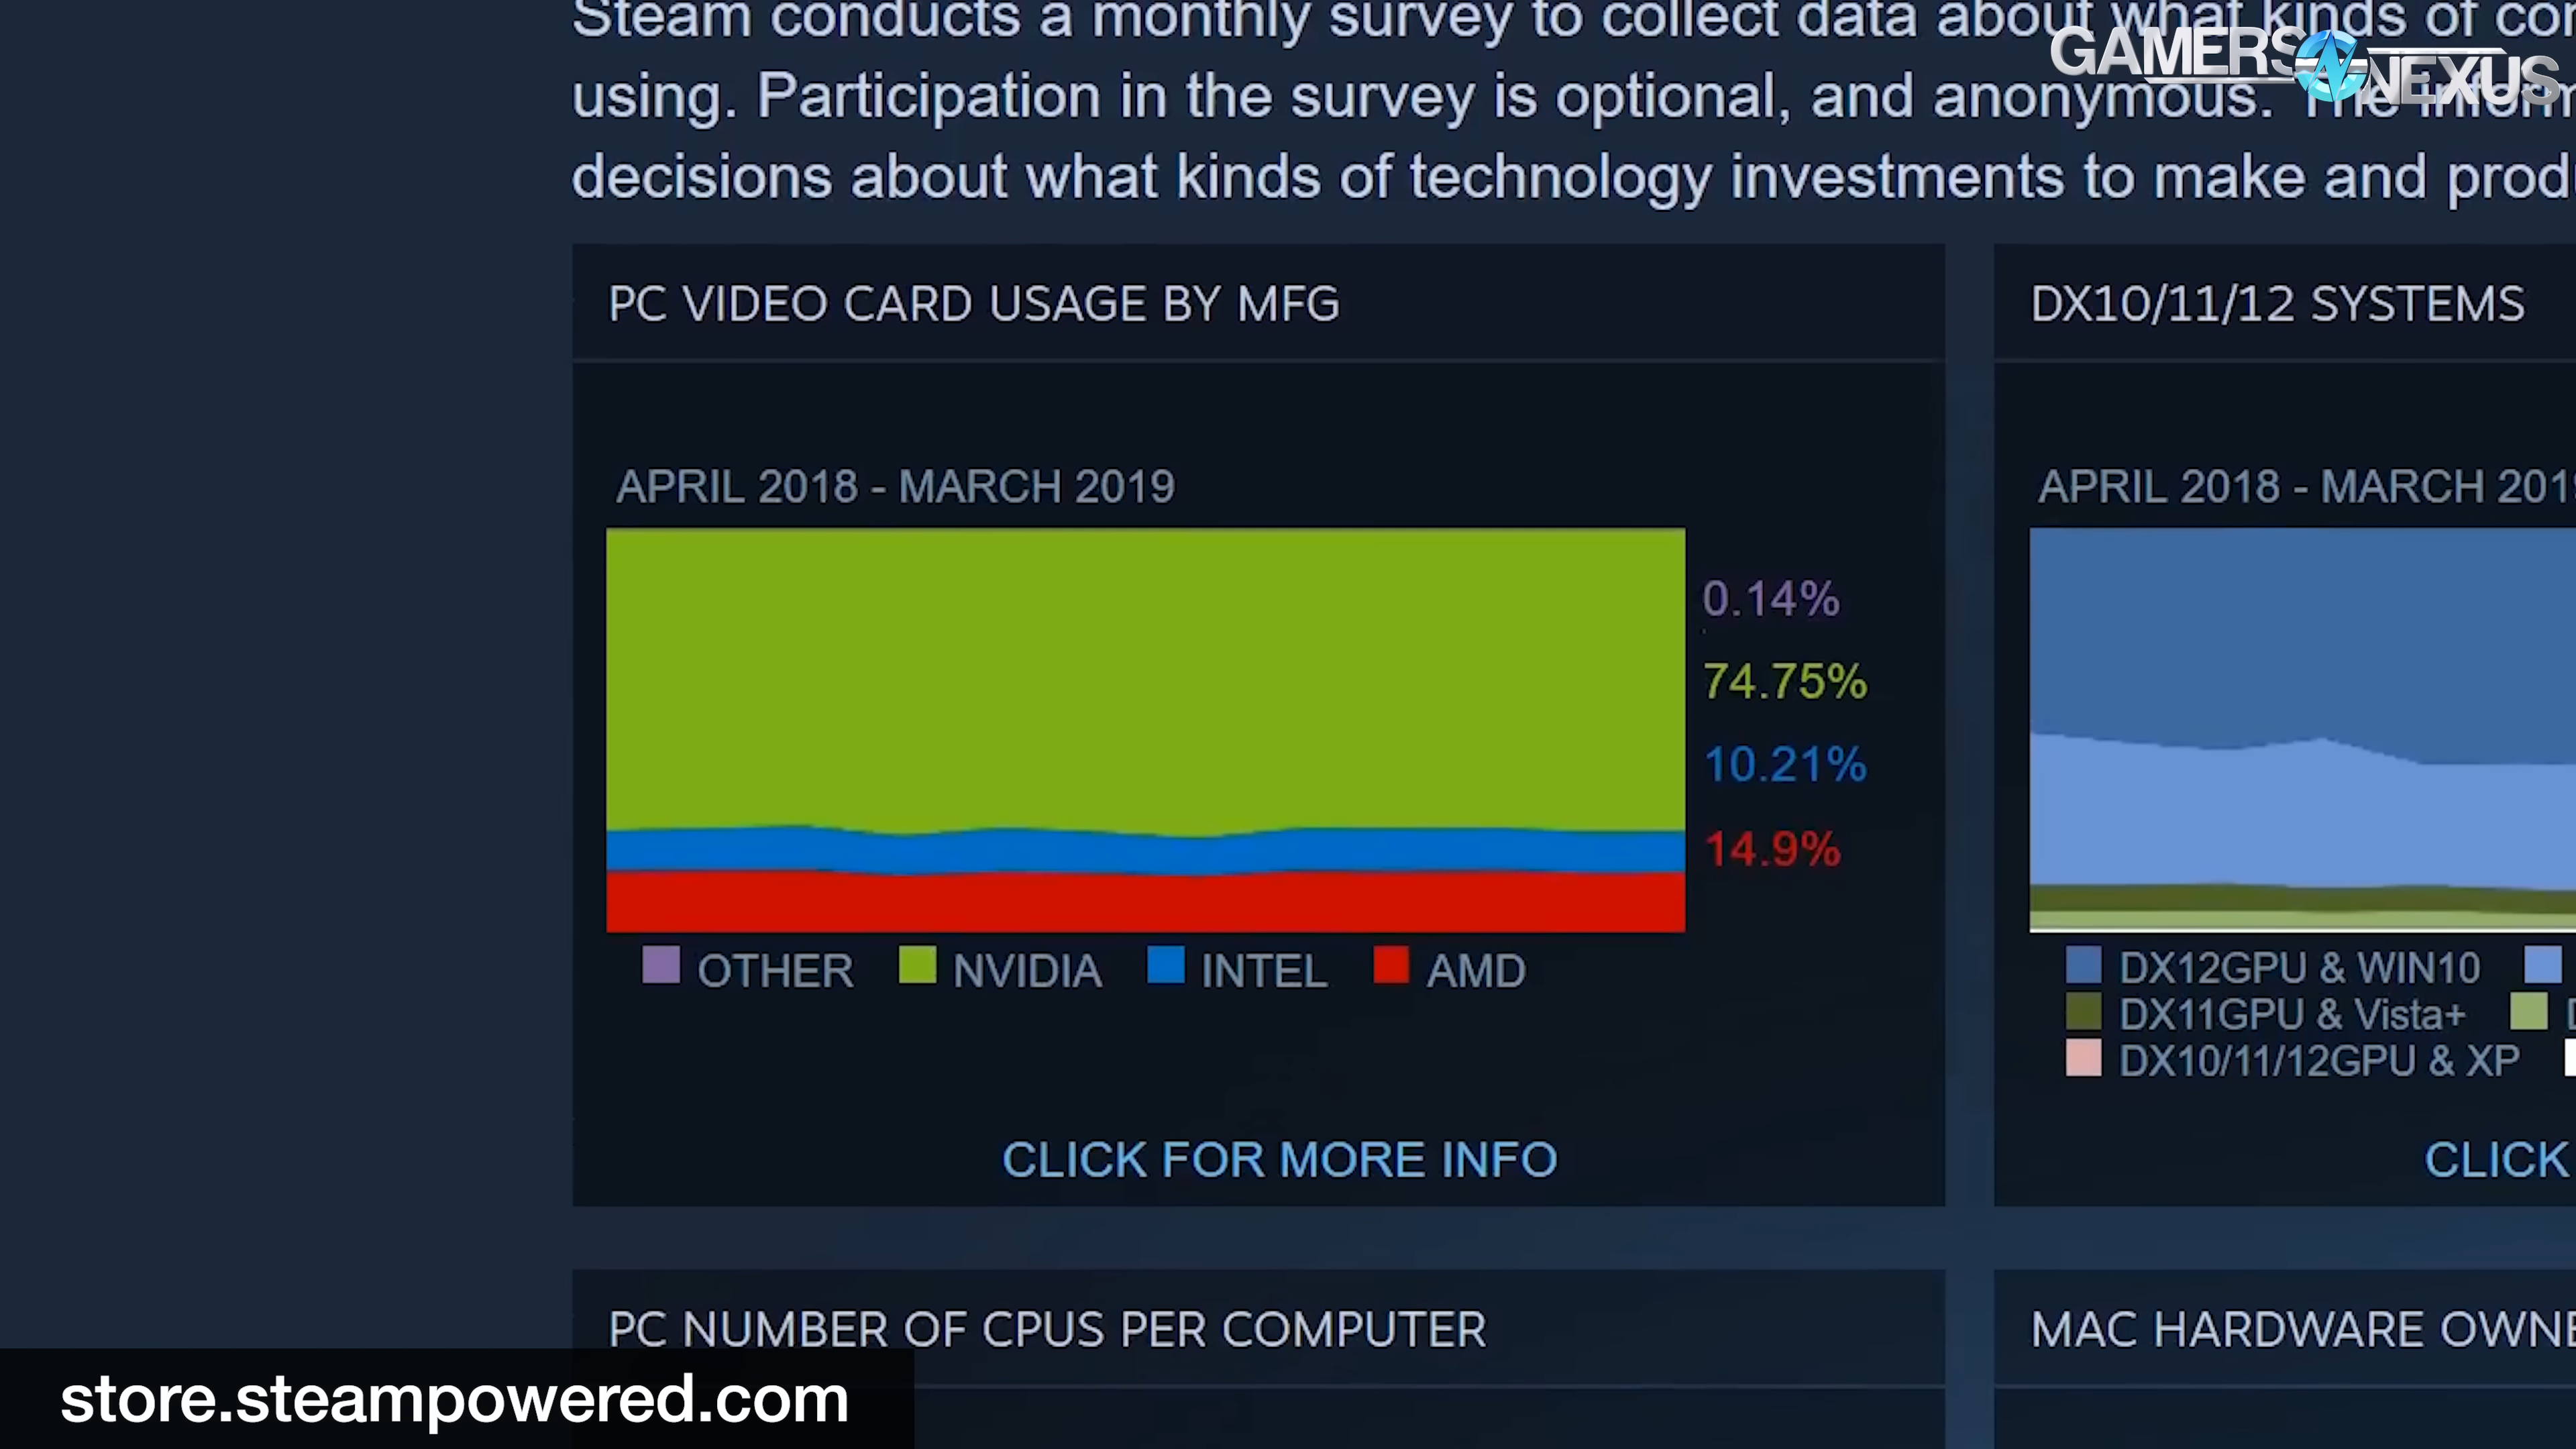 Steam conducts a monthly survey to collect data about what kinds of
using. Participation in the survey is optional, and anonymous. The
decisions about what kinds of technology investments to make and
GAMERS NEXUS
PC VIDEO CARD USAGE BY MFG
APRIL 2018 - MARCH 2019
0.14%
74.75%
10.21%
14.9%
OTHER NVIDIA INTEL AMD
CLICK FOR MORE INFO
DX10/11/12 SYSTEMS
APRIL 2018 - MARCH 201
DX12GPU & WIN10
DX11GPU & Vista+
DX10/11/12GPU & XP
CLICK
PC NUMBER OF CPUS PER COMPUTER
MAC HARDWARE
store.steampowered.com